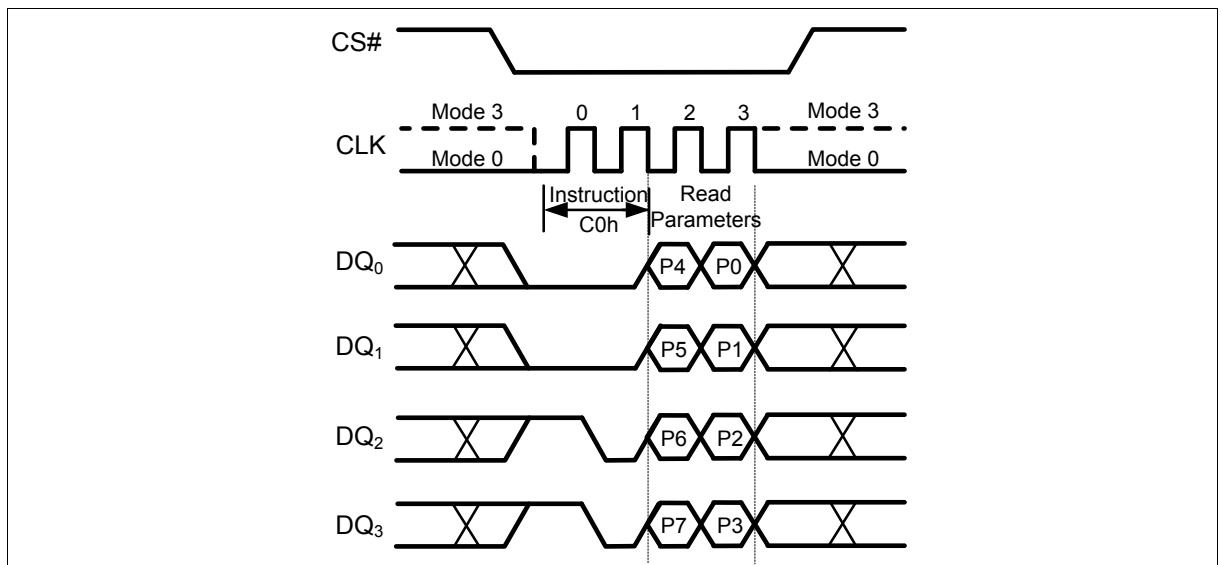 CS#
Mode 3 0 1 2 3 Mode 3
CLK
Mode 0 Mode 0
Instruction Read
C0h Parameters
DQ0 P4 P0
DQ1 P5 P1
DQ2 P6 P2
DQ3 P7 P3